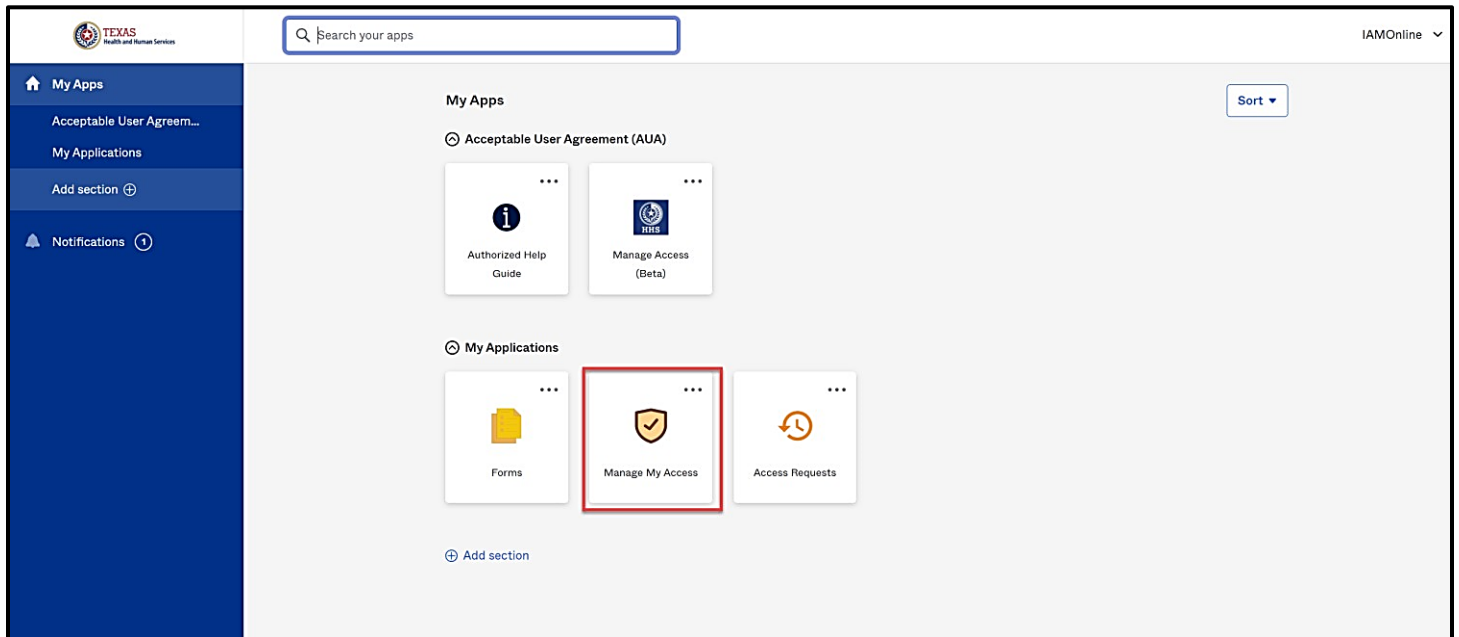 TEXAS
Health and Human Services
Search your apps
IAMOnline
My Apps
Acceptable User Agreem...
My Applications
Add section
Notifications 1
My Apps
Sort
Acceptable User Agreement (AUA)
Authorized Help
Guide
HHS
Manage Access
(Beta)
My Applications
Forms
Manage My Access
Access Requests
Add section